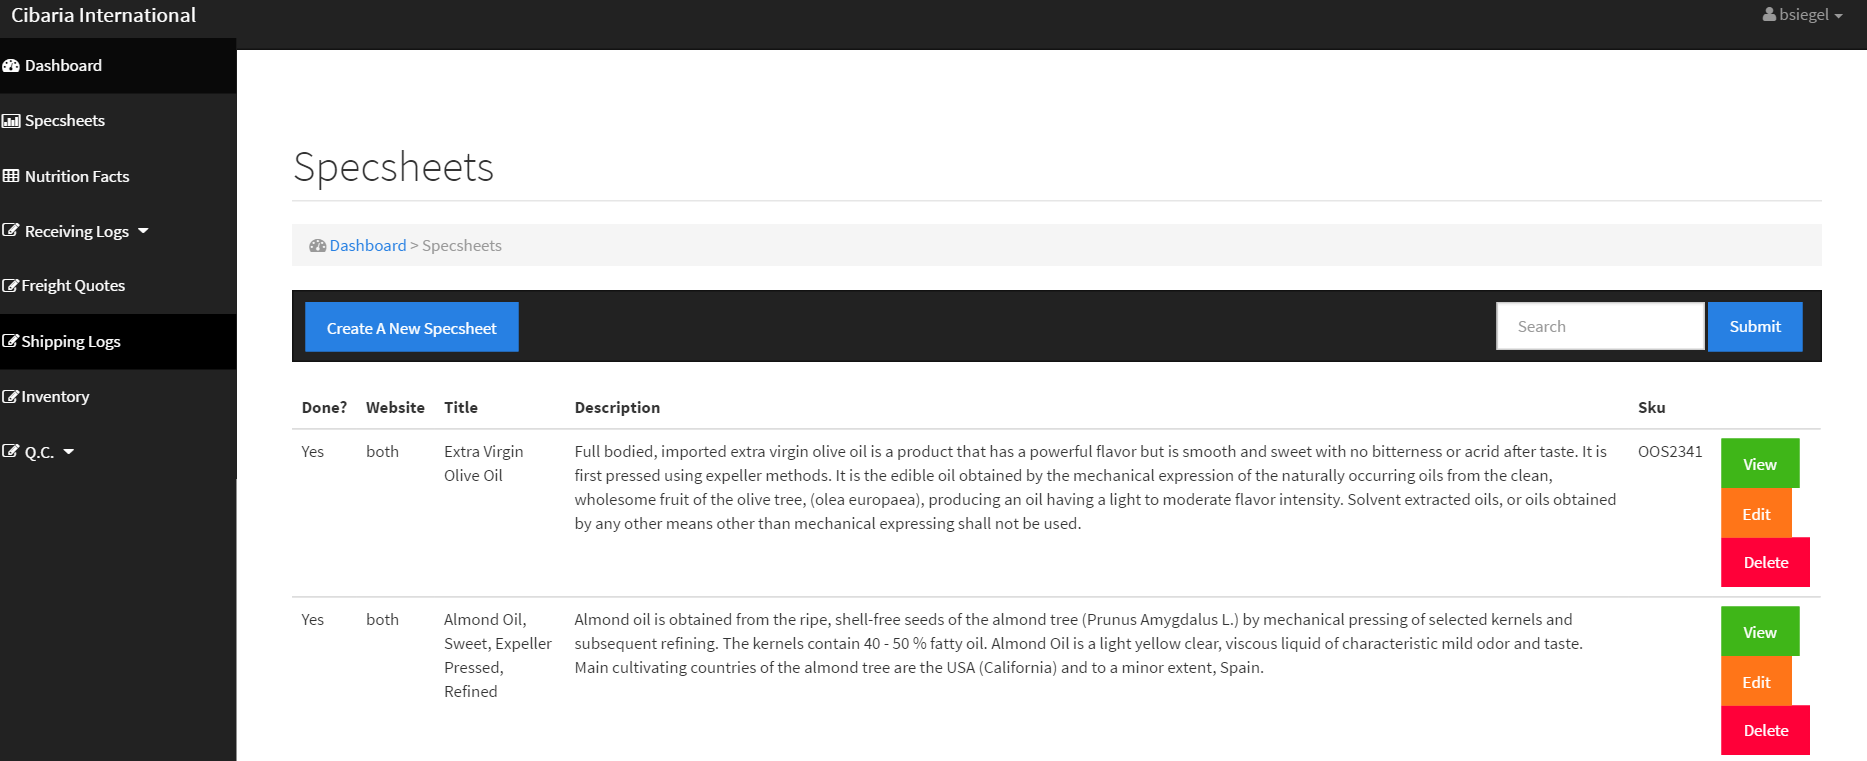 Cibaria International
bsiegel
Dashboard
Specsheets
Nutrition Facts
Receiving Logs
Freight Quotes
Shipping Logs
Inventory
Q.C.
Specsheets
Dashboard > Specsheets
Create A New Specsheet
Search
Submit
Done? Website Title Description Sku
Yes both Extra Virgin Full bodied, imported extra virgin olive oil is a product that has a powerful flavor but is smooth and sweet with no bitterness or acrid after taste. It is OOS2341
Olive Oil first pressed using expeller methods. It is the edible oil obtained by the mechanical expression of the naturally occurring oils from the clean,
wholesome fruit of the olive tree, (olea europaea), producing an oil having a light to moderate flavor intensity. Solvent extracted oils, or oils obtained
by any other means other than mechanical expressing shall not be used.
View
Edit
Delete
Yes both Almond Oil, Almond oil is obtained from the ripe, shell-free seeds of the almond tree (Prunus Amygdalus L.) by mechanical pressing of selected kernels and
Sweet, Expeller subsequent refining. The kernels contain 40 - 50 % fatty oil. Almond Oil is a light yellow clear, viscous liquid of characteristic mild odor and taste.
Pressed, Main cultivating countries of the almond tree are the USA (California) and to a minor extent, Spain.
Refined
View
Edit
Delete